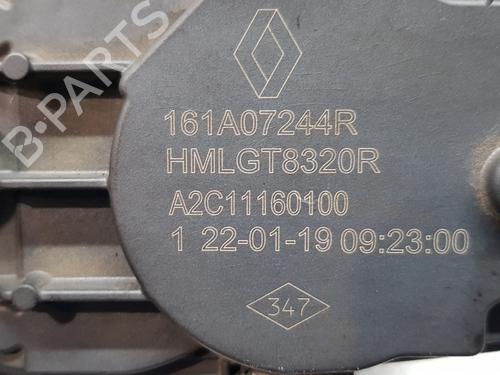 B-PARTS
161A07244R
HMLGT8320R
A2C11160100
1 22-01-19 09:23:00
347